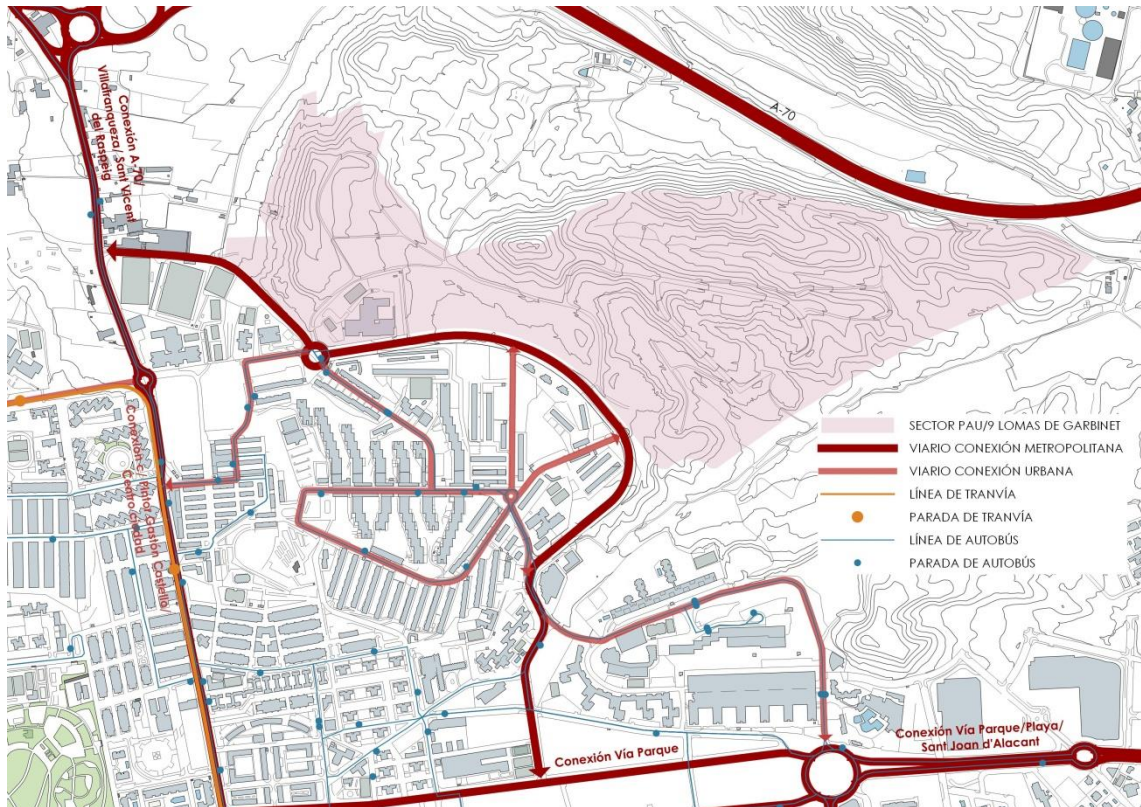 A-70
Conexión A-70/
Villafranqueza/ Sant Vicent
del Raspeig
Conexión c/ Pintor Gastón Castelló/
Centro ciudad
SECTOR PAU/9 LOMAS DE GARBINET
VIARIO CONEXIÓN METROPOLITANA
VIARIO CONEXIÓN URBANA
LÍNEA DE TRANVÍA
PARADA DE TRANVÍA
LÍNEA DE AUTOBÚS
PARADA DE AUTOBÚS
Conexión Vía Parque
Conexión Vía Parque/Playa/
Sant Joan d'Alacant